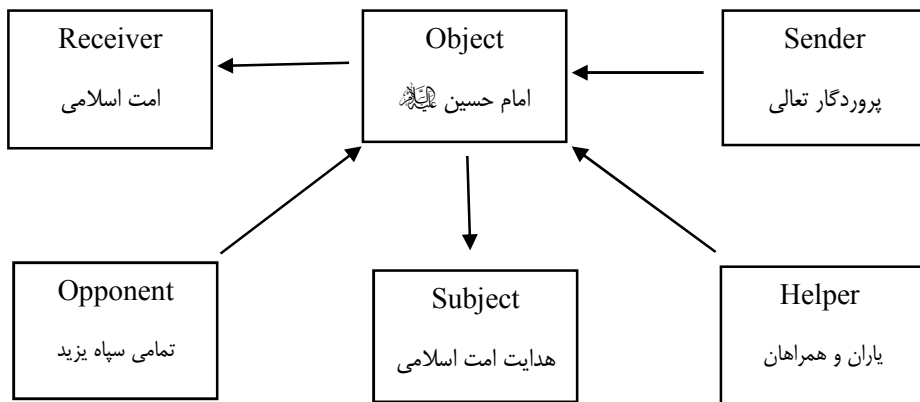 Receiver
امت اسلامی
Object
امام حسین علیه‌السلام
Sender
پروردگار تعالی
Opponent
تمامی سپاه یزید
Subject
هدایت امت اسلامی
Helper
یاران و همراهان